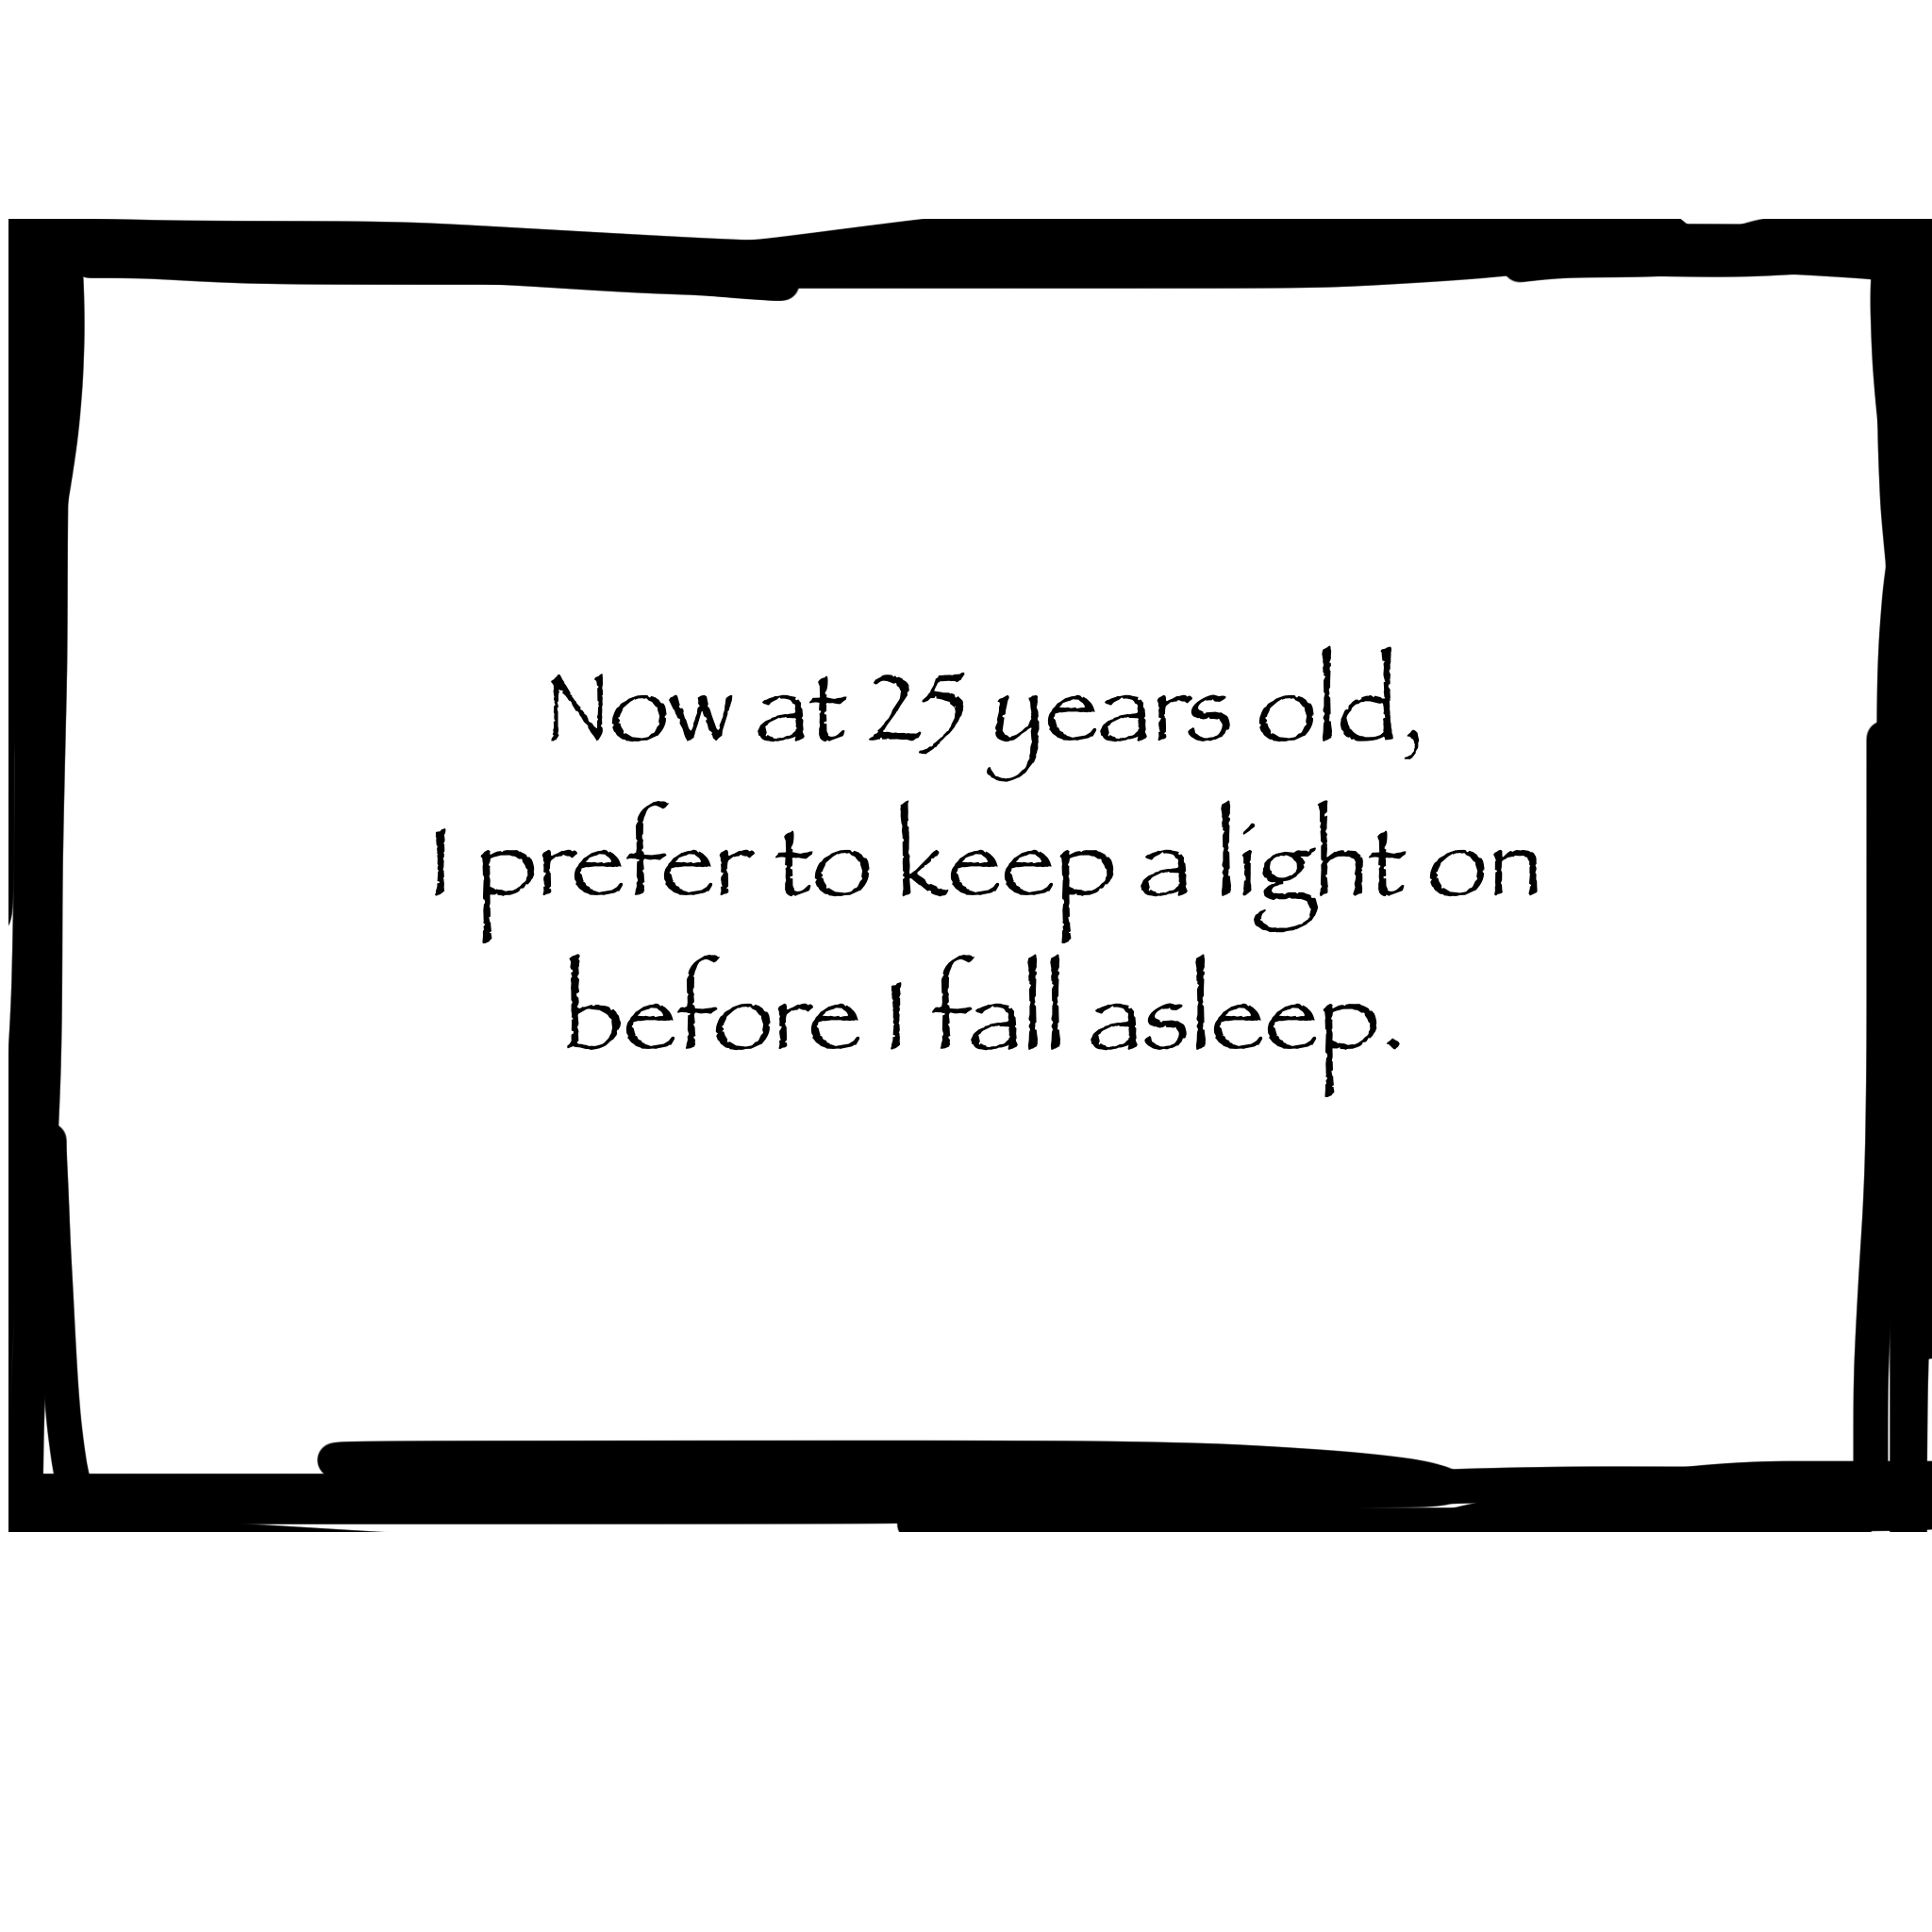 Now at 25 years old,
I prefer to keep a light on
before I fall asleep.